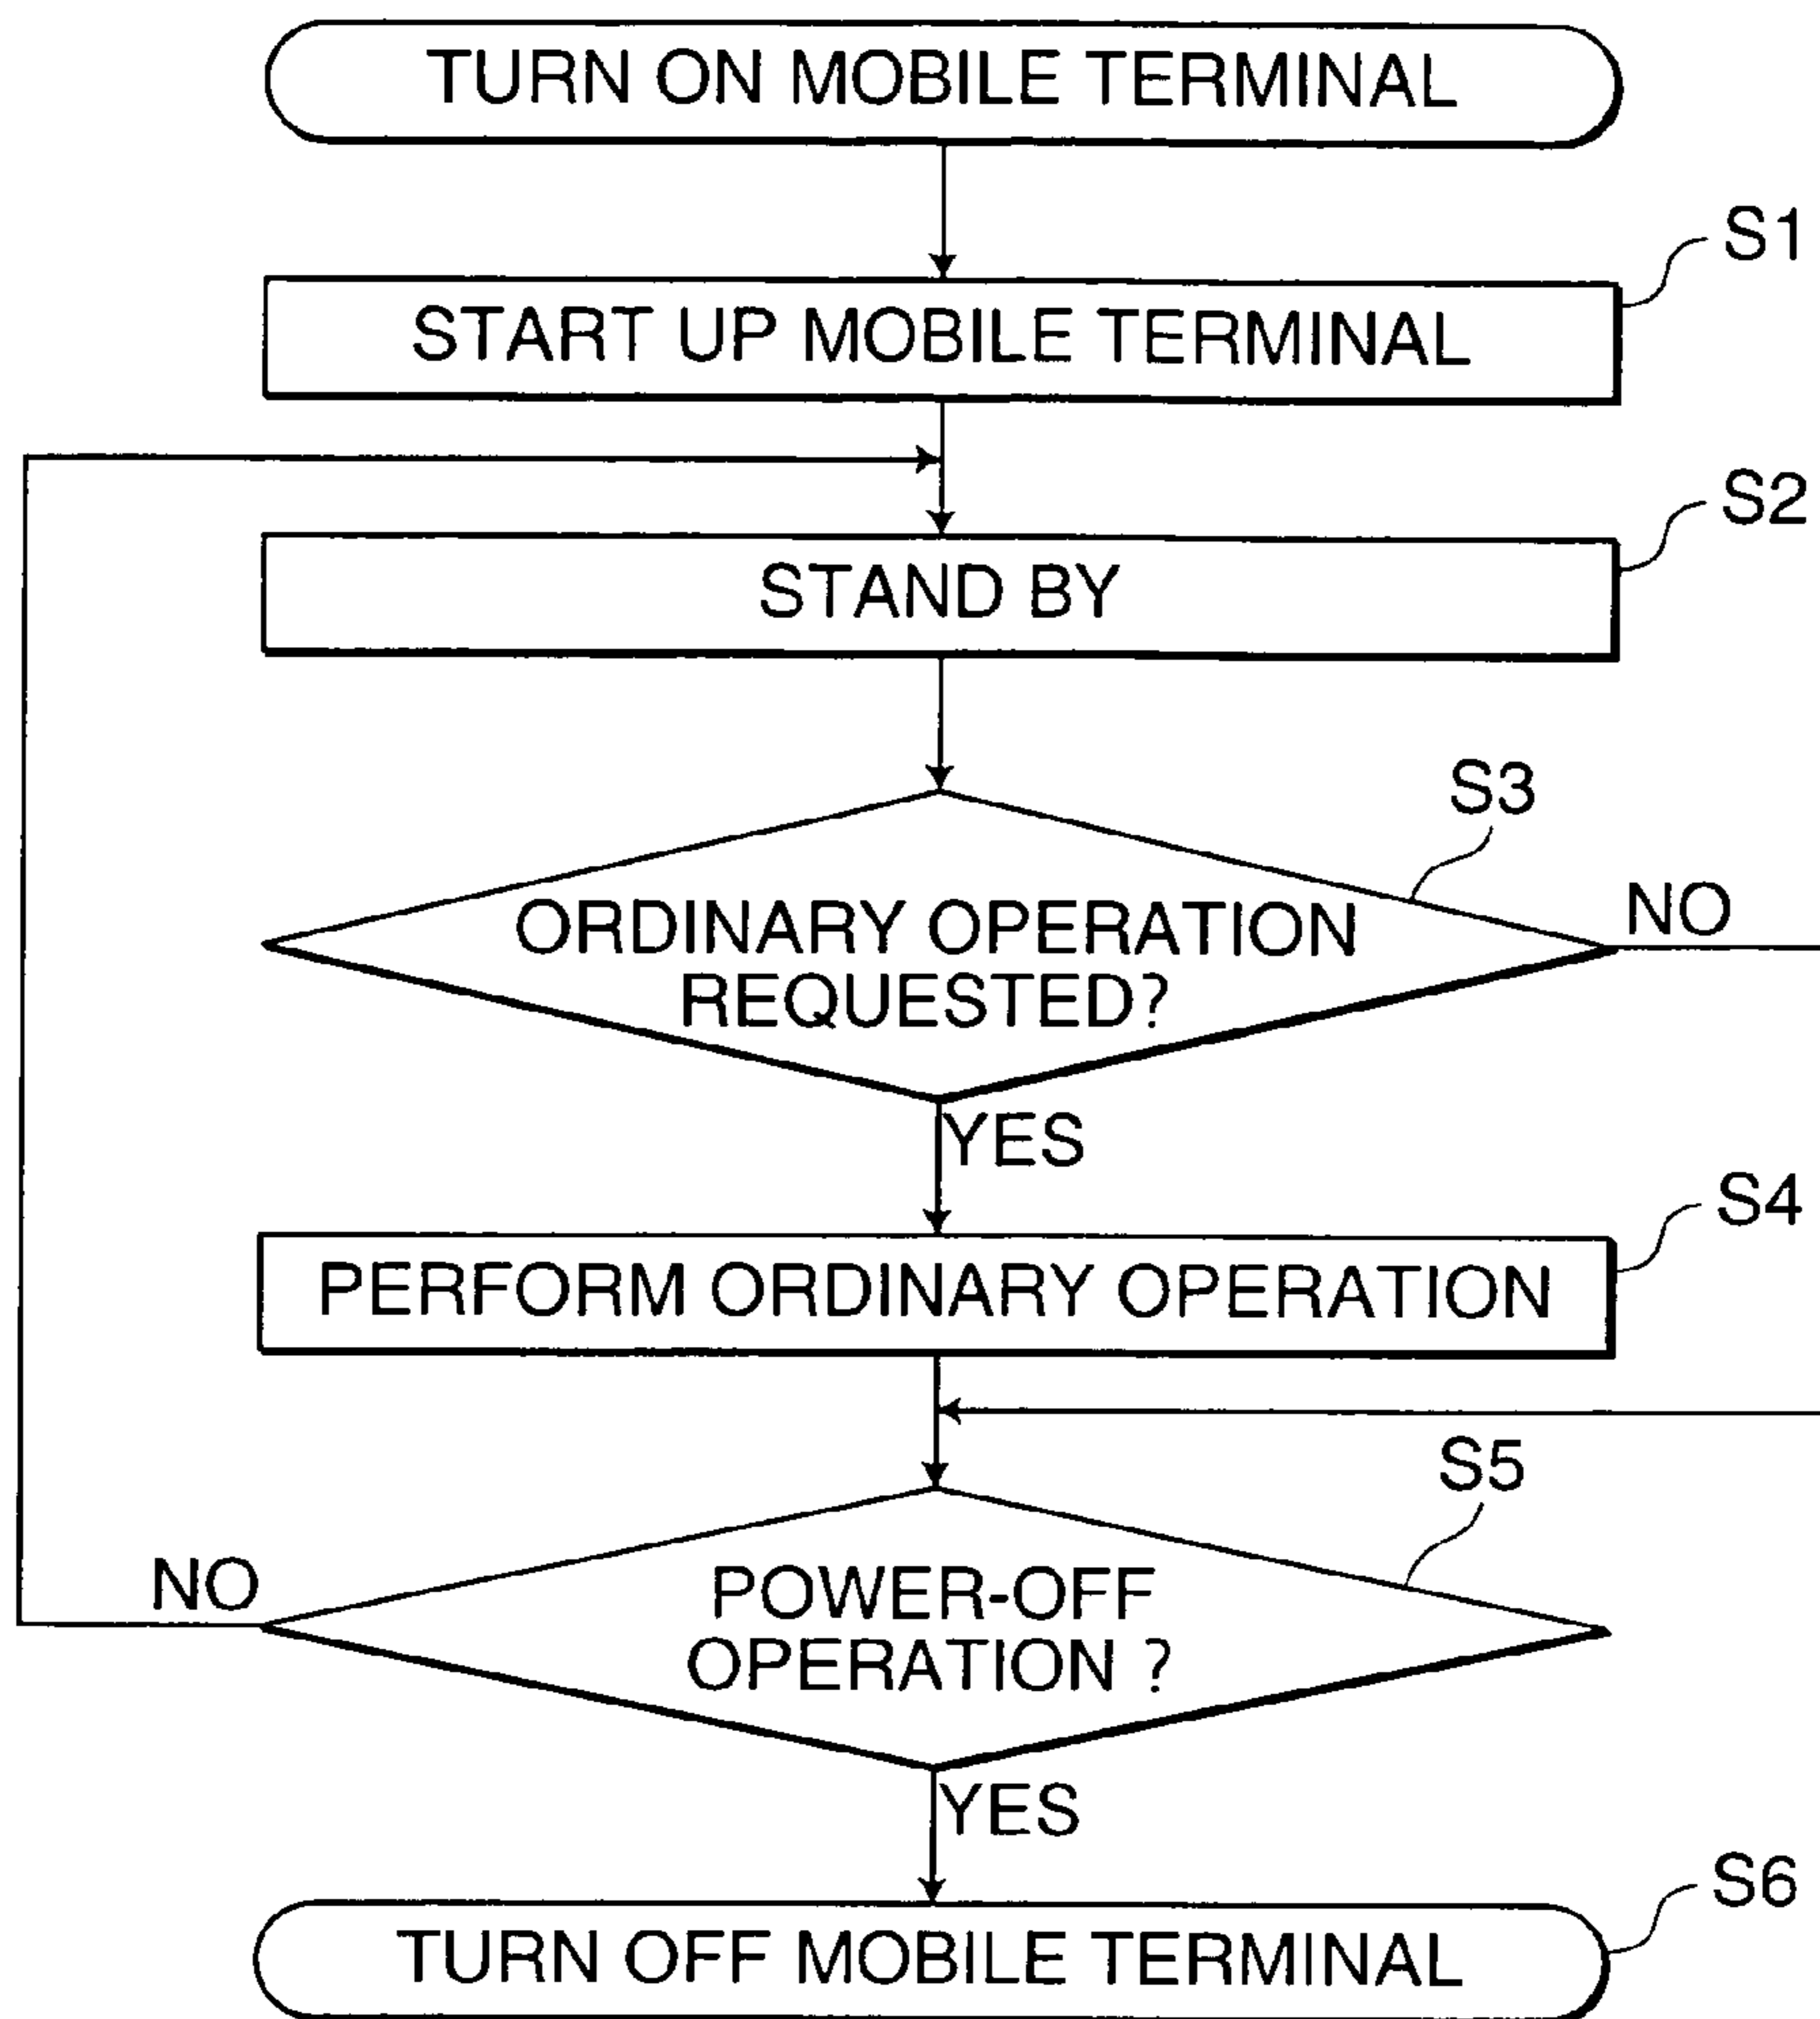 TURN ON MOBILE TERMINAL
S1
START UP MOBILE TERMINAL
S2
STAND BY
S3
ORDINARY OPERATION
REQUESTED?
NO
YES
S4
PERFORM ORDINARY OPERATION
S5
NO
POWER-OFF
OPERATION ?
YES
S6
TURN OFF MOBILE TERMINAL